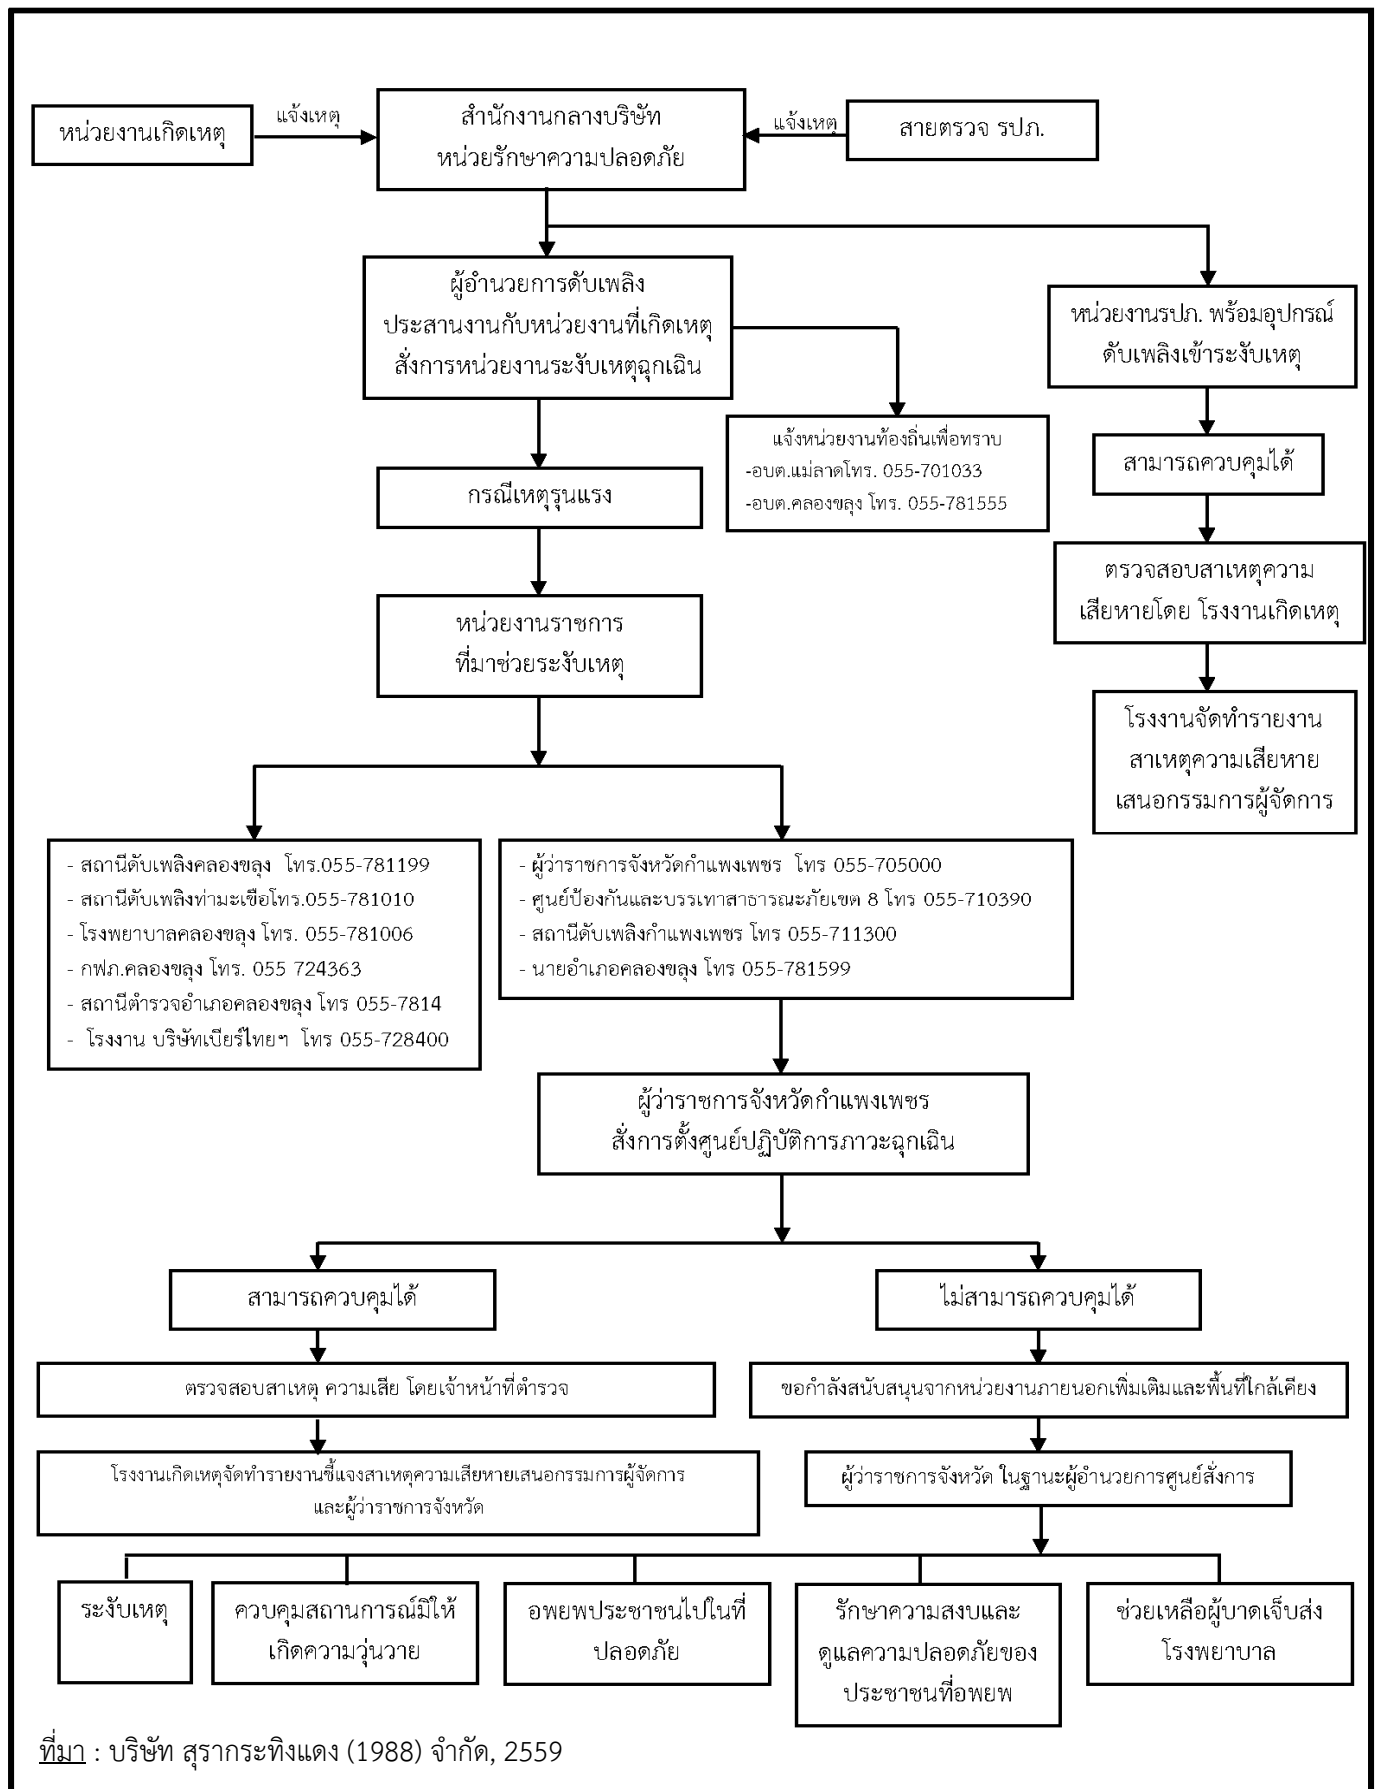 หน่วยงานเกิดเหตุ
แจ้งเหตุ
สำนักงานกลางบริษัท
หน่วยรักษาความปลอดภัย
แจ้งเหตุ
สายตรวจ รปภ.
ผู้อำนวยการดับเพลิง
ประสานงานกับหน่วยงานที่เกิดเหตุ
สั่งการหน่วยงานระงับเหตุฉุกเฉิน
หน่วยงานรปภ. พร้อมอุปกรณ์
ดับเพลิงเข้าระงับเหตุ
แจ้งหน่วยงานท้องถิ่นเพื่อทราบ
-อบต.แม่ลาดโทร. 055-701033
-อบต.คลองขลุง โทร. 055-781555
สามารถควบคุมได้
กรณีเหตุรุนแรง
ตรวจสอบสาเหตุความ
เสียหายโดย โรงงานเกิดเหตุ
หน่วยงานราชการ
ที่มาช่วยระงับเหตุ
โรงงานจัดทำรายงาน
สาเหตุความเสียหาย
เสนอกรรมการผู้จัดการ
- สถานีดับเพลิงคลองขลุง โทร.055-781199
- สถานีดับเพลิงท่ามะเขือโทร.055-781010
- โรงพยาบาลคลองขลุง โทร. 055-781006
- กฟภ.คลองขลุง โทร. 055 724363
- สถานีตำรวจอำเภอคลองขลุง โทร 055-7814
- โรงงาน บริษัทเบียร์ไทยฯ โทร 055-728400
- ผู้ว่าราชการจังหวัดกำแพงเพชร โทร 055-705000
- ศูนย์ป้องกันและบรรเทาสาธารณะภัยเขต 8 โทร 055-710390
- สถานีดับเพลิงกำแพงเพชร โทร 055-711300
- นายอำเภอคลองขลุง โทร 055-781599
ผู้ว่าราชการจังหวัดกำแพงเพชร
สั่งการตั้งศูนย์ปฏิบัติการภาวะฉุกเฉิน
สามารถควบคุมได้
ไม่สามารถควบคุมได้
ตรวจสอบสาเหตุ ความเสีย โดยเจ้าหน้าที่ตำรวจ
ขอกำลังสนับสนุนจากหน่วยงานภายนอกเพิ่มเติมและพื้นที่ใกล้เคียง
โรงงานเกิดเหตุจัดทำรายงานชี้แจงสาเหตุความเสียหายเสนอกรรมการผู้จัดการ
และผู้ว่าราชการจังหวัด
ผู้ว่าราชการจังหวัด ในฐานะผู้อำนวยการศูนย์สั่งการ
ระงับเหตุ
ควบคุมสถานการณ์มิให้
เกิดความวุ่นวาย
อพยพประชาชนไปในที่
ปลอดภัย
รักษาความสงบและ
ดูแลความปลอดภัยของ
ประชาชนที่อพยพ
ช่วยเหลือผู้บาดเจ็บส่ง
โรงพยาบาล
ที่มา : บริษัท สุรากระทิงแดง (1988) จำกัด, 2559